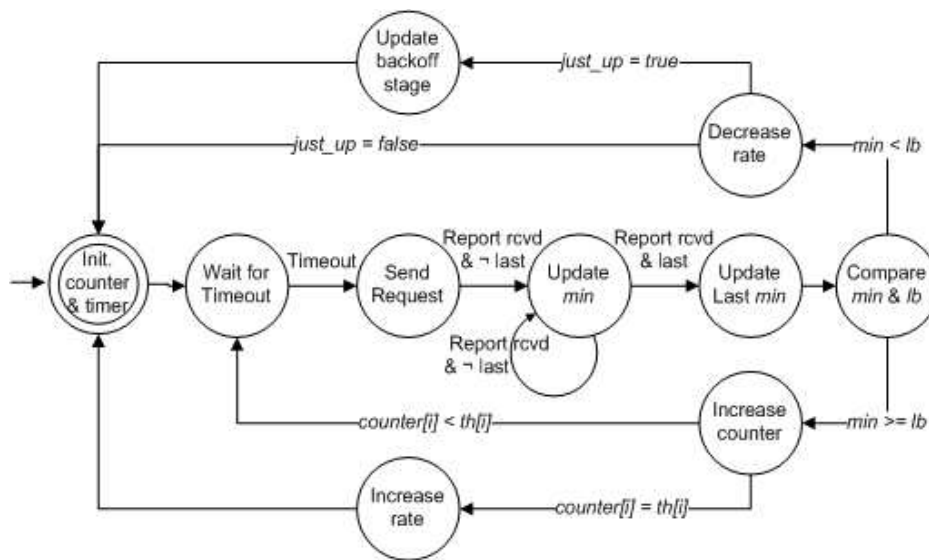 Update
backoff
stage
just_up = true
Decrease
rate
just_up = false
min < lb
Init.
counter
& timer
Wait for
Timeout
Timeout
Send
Request
Report rcvd
& ¬ last
Update
min
Report rcvd
& last
Update
Last min
Compare
min & lb
Report rcvd
& ¬ last
counter[i] < th[i]
Increase
counter
min >= lb
Increase
rate
counter[i] = th[i]